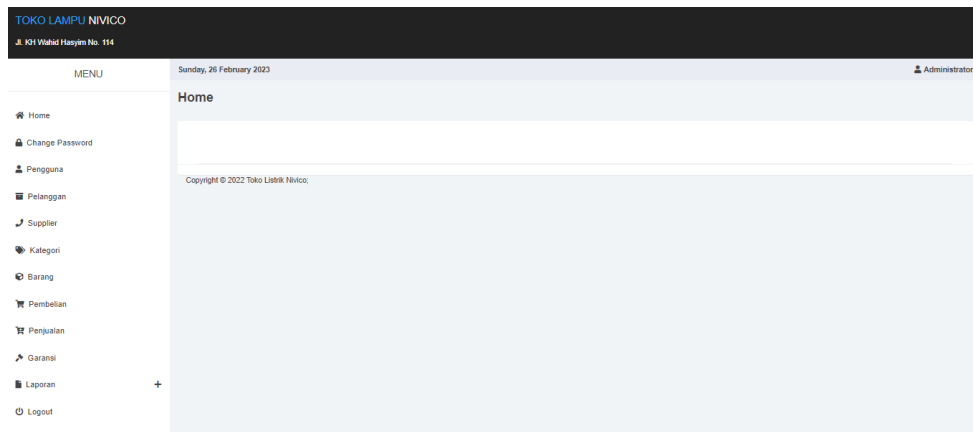 TOKO LAMPU NIVICO
Jl. KH Wahid Hasyim No. 114
MENU
Home
Change Password
Pengguna
Pelanggan
Supplier
Kategori
Barang
Pembelian
Penjualan
Garansi
Laporan +
Logout
Sunday, 26 February 2023
Administrator
Home
Copyright © 2022 Toko Listrik Nivico;